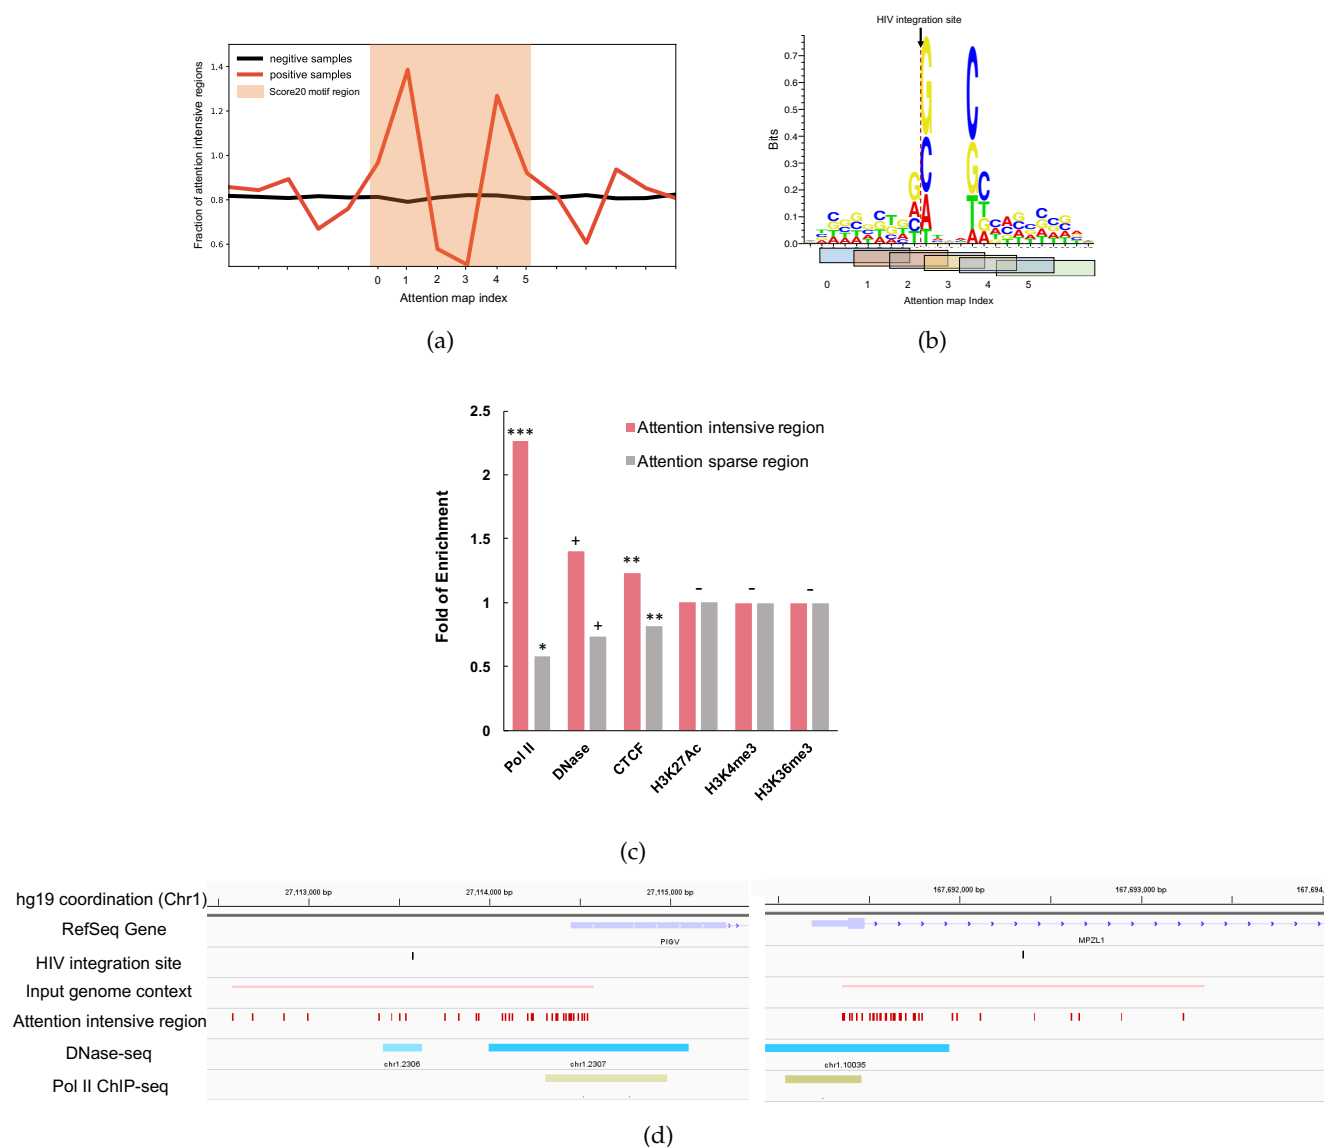 HIV integration site
negitive samples
positive samples
Score20 motif region
Fraction of attention intensive regions
1.4
1.2
1.0
0.8
0.6
0 1 2 3 4 5
Attention map index
(a)
Bits
0.7
0.6
0.5
0.4
0.3
0.2
0.1
0.0
0 1 2 3 4 5
Attention map Index
(b)
Fold of Enrichment
2.5
2
1.5
1
0.5
0
Attention intensive region
Attention sparse region
*** * + + ** ** - - -
Pol II DNase CTCF H3K27Ac H3K4me3 H3K36me3
(c)
hg19 coordination (Chr1) 27,113,000 bp 27,114,000 bp 27,115,000 bp 167,692,000 bp 167,693,000 bp 167,694,
RefSeq Gene
PIGV MPZL1
HIV integration site
Input genome context
Attention intensive region
DNase-seq
chr1.2306 chr1.2307 chr1.10035
Pol II ChIP-seq
(d)